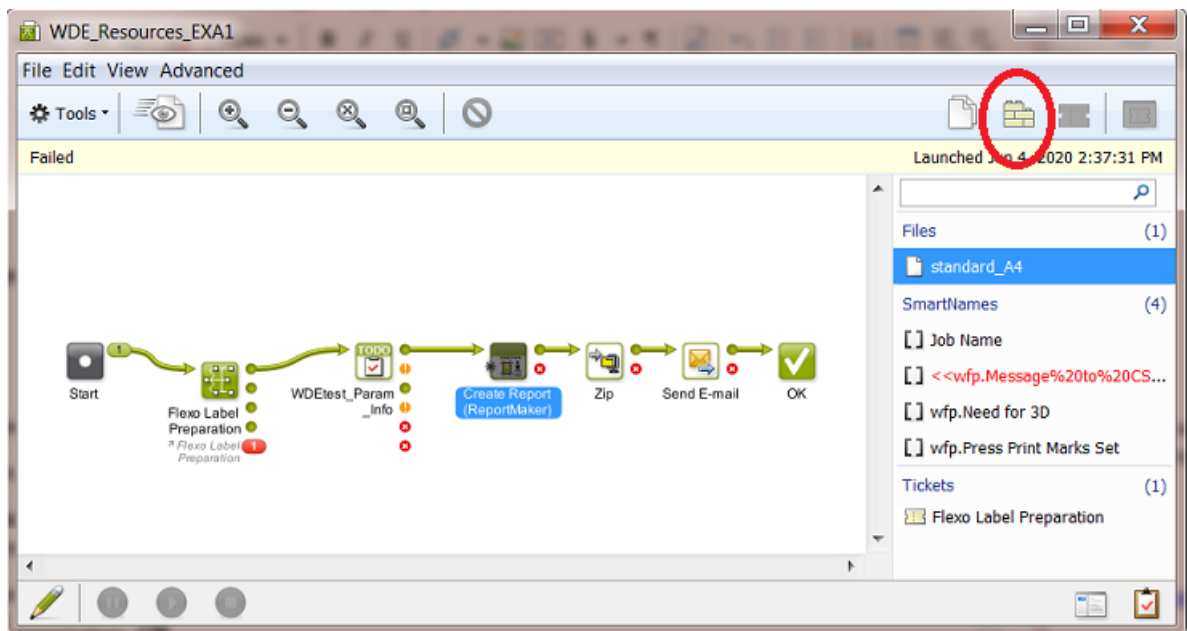 WDE_Resources_EXA1
File Edit View Advanced
Tools
Failed
Launched Jun 4, 2020 2:37:31 PM
Files (1)
standard_A4
SmartNames (4)
[ ] Job Name
[ ] <<wfp.Message%20to%20CS...
[ ] wfp.Need for 3D
[ ] wfp.Press Print Marks Set
Tickets (1)
Flexo Label Preparation
1
TODO
Start
Flexo Label
Preparation
Flexo Label
Preparation
1
WDEtest_Param
_Info
Create Report
(ReportMaker)
Zip
Send E-mail
OK